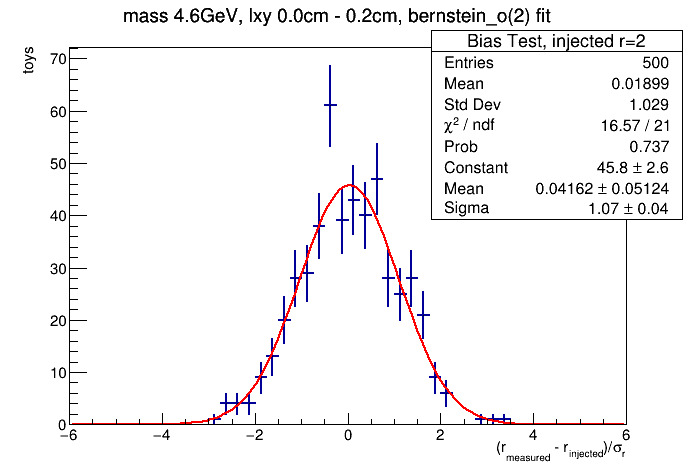 mass 4.6GeV, lxy 0.0cm - 0.2cm, bernstein_o(2) fit
Bias Test, injected r=2
Entries 500
Mean 0.01899
Std Dev 1.029
χ² / ndf 16.57 / 21
Prob 0.737
Constant 45.8 ± 2.6
Mean 0.04162 ± 0.05124
Sigma 1.07 ± 0.04
toys
70
60
50
40
30
20
10
0
−6 −4 −2 0 2 4 6
(r_measured - r_injected)/σ_r